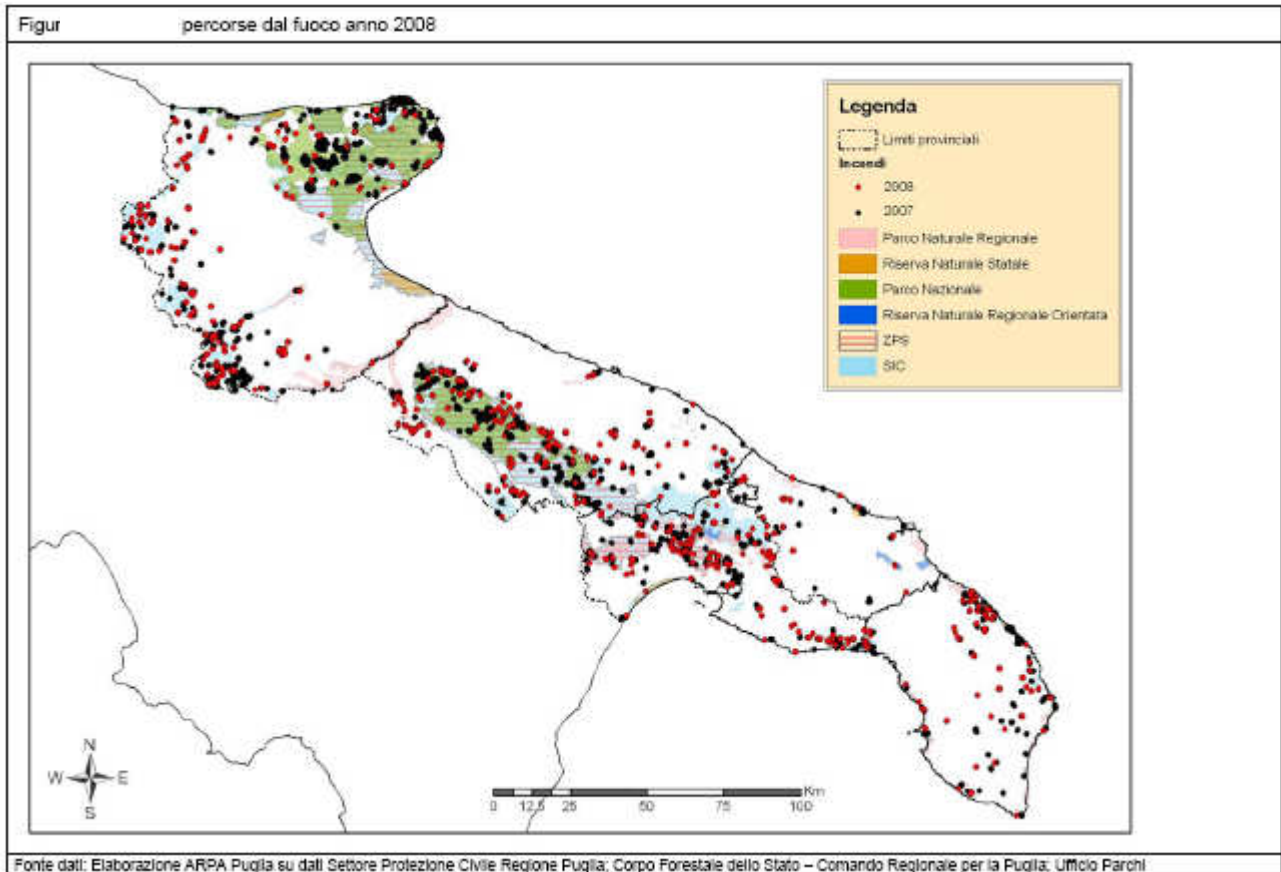 Figur percorse dal fuoco anno 2008
Legenda
Limiti provinciali
Incendi
2008
2007
Parco Naturale Regionale
Riserva Naturale Statale
Parco Nazionale
Riserva Naturale Regionale Orientata
ZPS
SIC
N
W E
S
Km
0 12,5 25 50 75 100
Fonte dati: Elaborazione ARPA Puglia su dati Settore Protezione Civile Regione Puglia; Corpo Forestale dello Stato – Comando Regionale per la Puglia; Ufficio Parchi